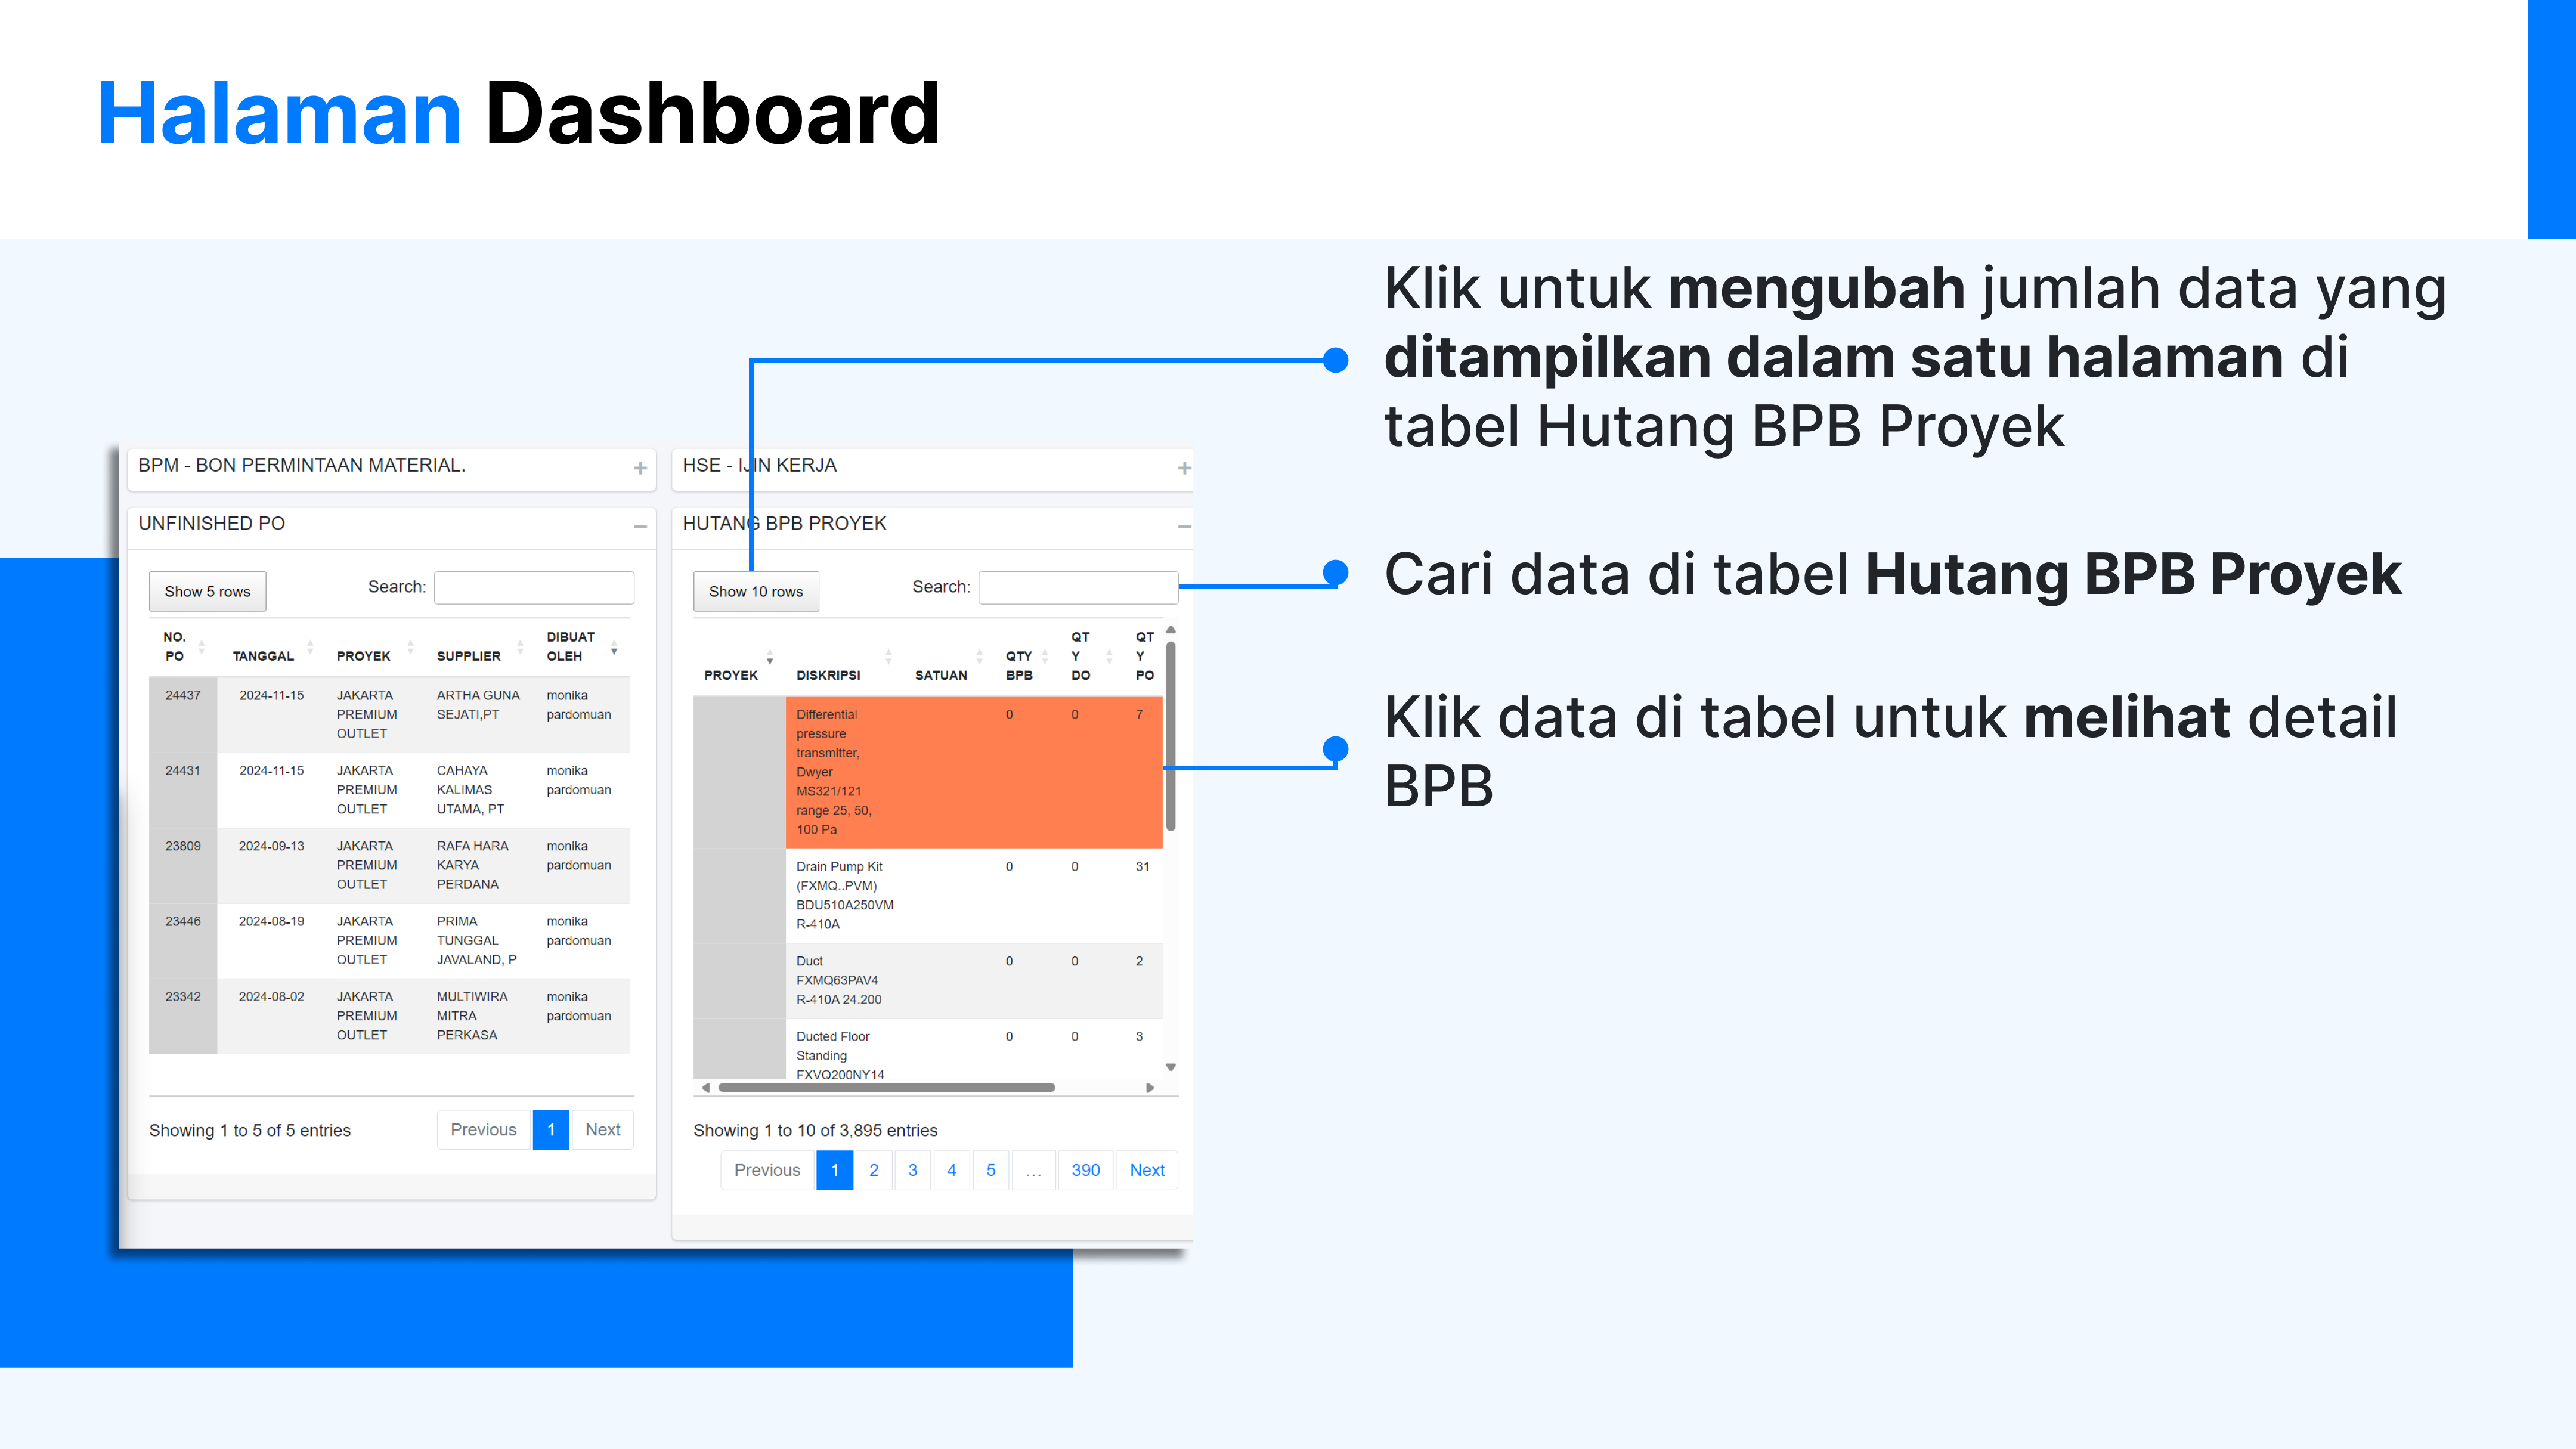 Halaman Dashboard
Klik untuk mengubah jumlah data yang
ditampilkan dalam satu halaman di
tabel Hutang BPB Proyek
Cari data di tabel Hutang BPB Proyek
Klik data di tabel untuk melihat detail
BPB
BPM - BON PERMINTAAN MATERIAL.
UNFINISHED PO
Show 5 rows Search:
NO. PO TANGGAL PROYEK SUPPLIER DIBUAT OLEH
24437 2024-11-15 JAKARTA ARTHA GUNA monika
PREMIUM SEJATI,PT pardomuan
OUTLET
24431 2024-11-15 JAKARTA CAHAYA monika
PREMIUM KALIMAS pardomuan
OUTLET UTAMA, PT
23809 2024-09-13 JAKARTA RAFA HARA monika
PREMIUM KARYA pardomuan
OUTLET PERDANA
23446 2024-08-19 JAKARTA PRIMA monika
PREMIUM TUNGGAL pardomuan
OUTLET JAVALAND, P
23342 2024-08-02 JAKARTA MULTIWIRA monika
PREMIUM MITRA pardomuan
OUTLET PERKASA
Showing 1 to 5 of 5 entries Previous 1 Next
HSE - IJIN KERJA
HUTANG BPB PROYEK
Show 10 rows Search:
PROYEK DISKRIPSI SATUAN QTY BPB QTY DO QTY PO
Differential 0 0 7
pressure
transmitter,
Dwyer
MS321/121
range 25, 50,
100 Pa
Drain Pump Kit 0 0 31
(FXMQ..PVM)
BDU510A250VM
R-410A
Duct 0 0 2
FXMQ63PAV4
R-410A 24.200
Ducted Floor 0 0 3
Standing
FXVQ200NY14
Showing 1 to 10 of 3,895 entries
Previous 1 2 3 4 5 … 390 Next